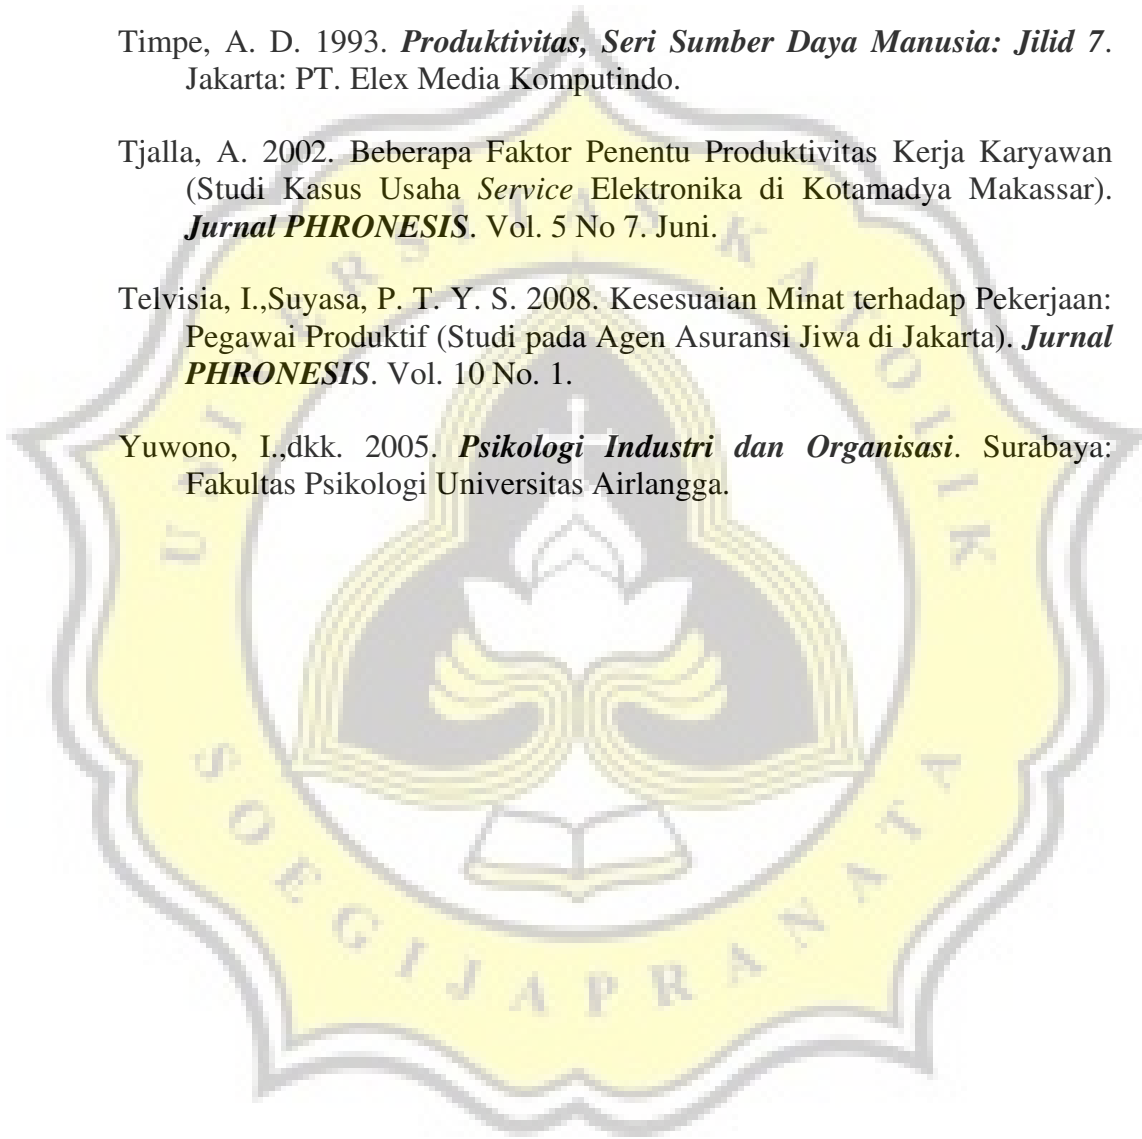 Timpe, A. D. 1993. Produktivitas, Seri Sumber Daya Manusia: Jilid 7.
Jakarta: PT. Elex Media Komputindo.
Tjalla, A. 2002. Beberapa Faktor Penentu Produktivitas Kerja Karyawan
(Studi Kasus Usaha Service Elektronika di Kotamadya Makassar).
Jurnal PHRONESIS. Vol. 5 No 7. Juni.
Telvisia, I.,Suyasa, P. T. Y. S. 2008. Kesesuaian Minat terhadap Pekerjaan:
Pegawai Produktif (Studi pada Agen Asuransi Jiwa di Jakarta). Jurnal
PHRONESIS. Vol. 10 No. 1.
Yuwono, I.,dkk. 2005. Psikologi Industri dan Organisasi. Surabaya:
Fakultas Psikologi Universitas Airlangga.
UNIVERSITAS KATOLIK
SOEGIJAPRANATA